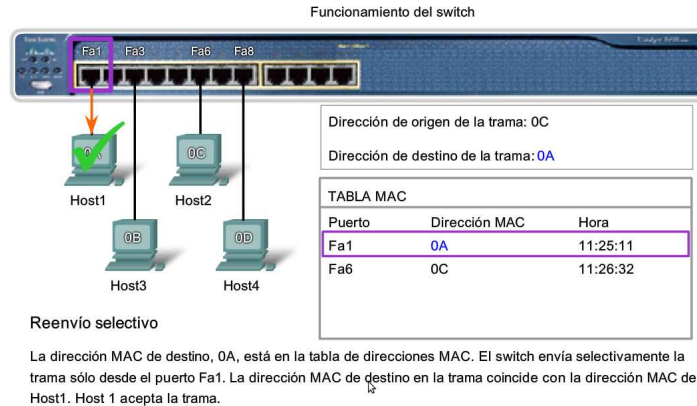 Funcionamiento del switch
Fa1 Fa3 Fa6 Fa8
0C
Host1 Host2
0B 0D
Host3 Host4
Dirección de origen de la trama: 0C
Dirección de destino de la trama: 0A
TABLA MAC
Puerto Dirección MAC Hora
Fa1 0A 11:25:11
Fa6 0C 11:26:32
Reenvío selectivo
La dirección MAC de destino, 0A, está en la tabla de direcciones MAC. El switch envía selectivamente la
trama sólo desde el puerto Fa1. La dirección MAC de destino en la trama coincide con la dirección MAC de
Host1. Host 1 acepta la trama.